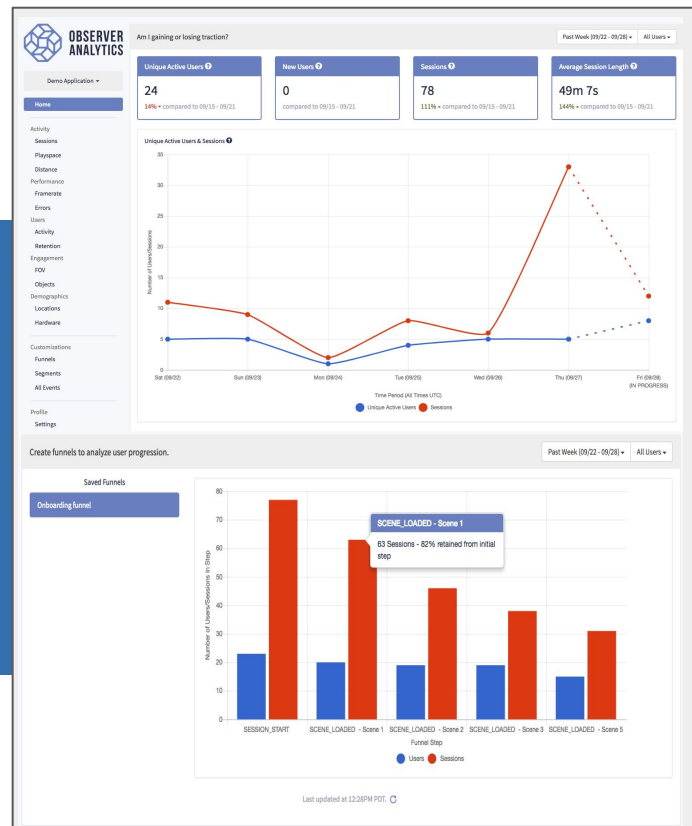 OBSERVER
ANALYTICS
Am I gaining or losing traction?
Past Week (09/22 - 09/28)
All Users
Demo Application
Home
Activity
Sessions
Playspace
Distance
Performance
Framerate
Errors
Users
Activity
Retention
Engagement
FOV
Objects
Demographics
Locations
Hardware
Customizations
Funnels
Segments
All Events
Profile
Settings
Unique Active Users ?
24
14% compared to 09/15 - 09/21
New Users ?
0
compared to 09/15 - 09/21
Sessions ?
78
111% compared to 09/15 - 09/21
Average Session Length ?
49m 7s
144% compared to 09/15 - 09/21
Unique Active Users & Sessions ?
35
30
25
20
15
10
5
0
Number of Users/Sessions
Sat (09/22)
Sun (09/23)
Mon (09/24)
Tue (09/25)
Wed (09/26)
Thu (09/27)
Fri (09/28)
(IN PROGRESS)
Time Period (All Times UTC)
Unique Active Users
Sessions
Create funnels to analyze user progression.
Past Week (09/22 - 09/28)
All Users
Saved Funnels
Onboarding funnel
80
70
60
50
40
30
20
10
0
Number of Users/Sessions in Step
SCENE_LOADED - Scene 1
63 Sessions - 82% retained from initial
step
SESSION_START
SCENE_LOADED - Scene 1
SCENE_LOADED - Scene 2
SCENE_LOADED - Scene 3
SCENE_LOADED - Scene 5
Funnel Step
Users
Sessions
Last updated at 12:28PM PDT.